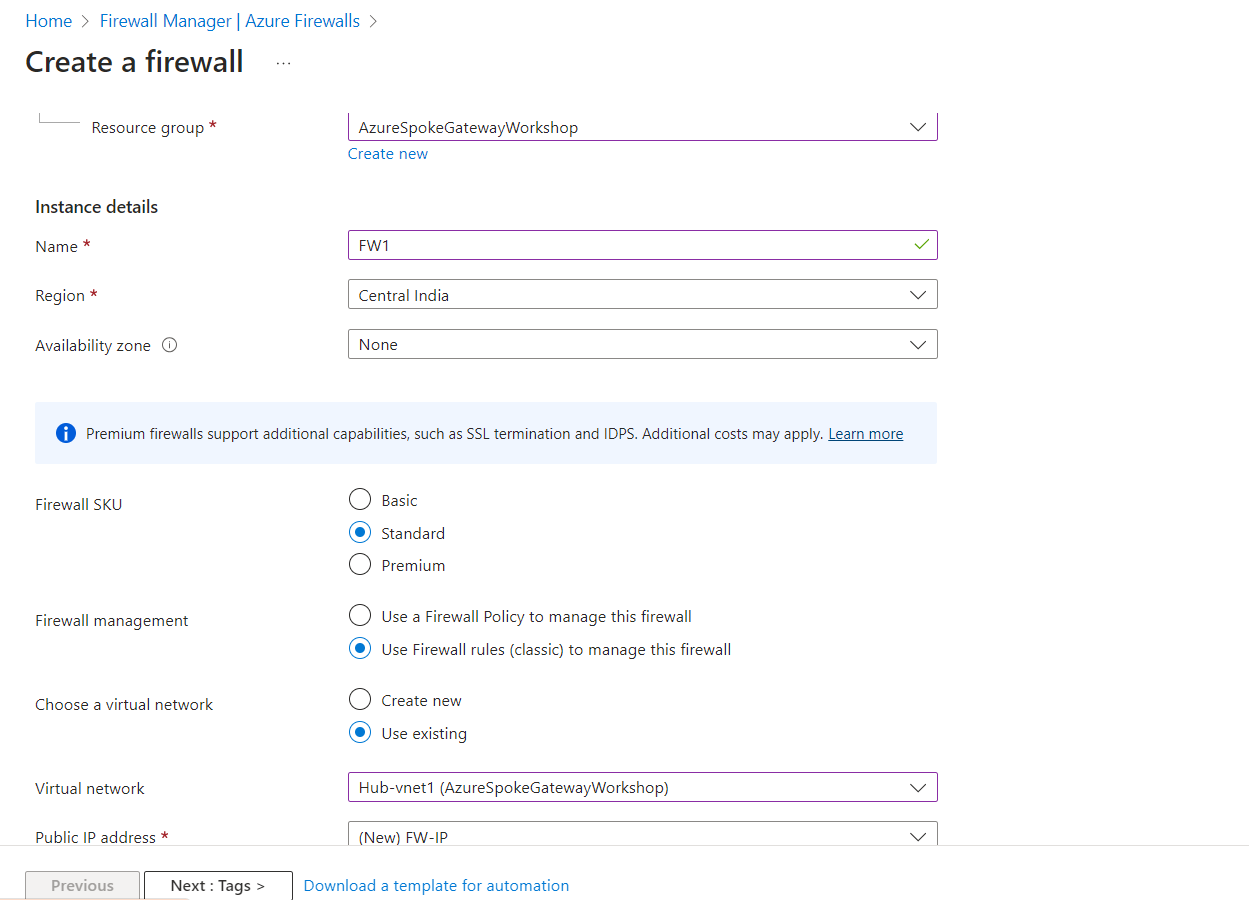 Home > Firewall Manager | Azure Firewalls >
Create a firewall ...
Resource group * AzureSpokeGatewayWorkshop
Create new
Instance details
Name * FW1
Region * Central India
Availability zone None
Premium firewalls support additional capabilities, such as SSL termination and IDPS. Additional costs may apply. Learn more
Firewall SKU
Basic
Standard
Premium
Firewall management
Use a Firewall Policy to manage this firewall
Use Firewall rules (classic) to manage this firewall
Choose a virtual network
Create new
Use existing
Virtual network Hub-vnet1 (AzureSpokeGatewayWorkshop)
Public IP address * (New) FW-IP
Previous Next : Tags > Download a template for automation